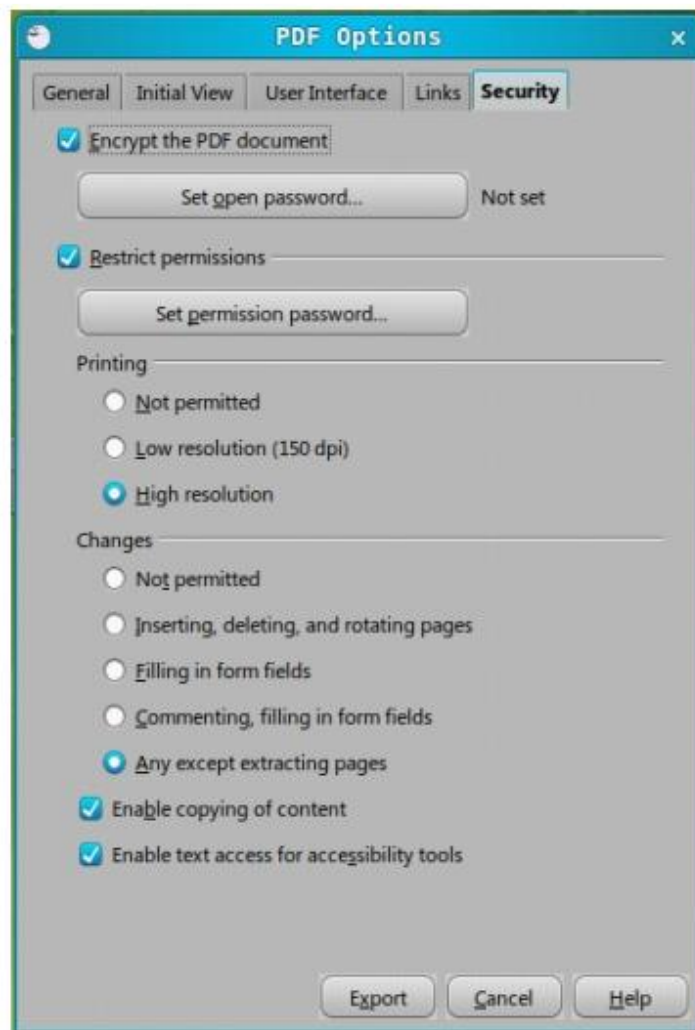 PDF Options
General Initial View User Interface Links Security
Encrypt the PDF document
Set open password... Not set
Restrict permissions
Set permission password...
Printing
Not permitted
Low resolution (150 dpi)
High resolution
Changes
Not permitted
Inserting, deleting, and rotating pages
Filling in form fields
Commenting, filling in form fields
Any except extracting pages
Enable copying of content
Enable text access for accessibility tools
Export Cancel Help